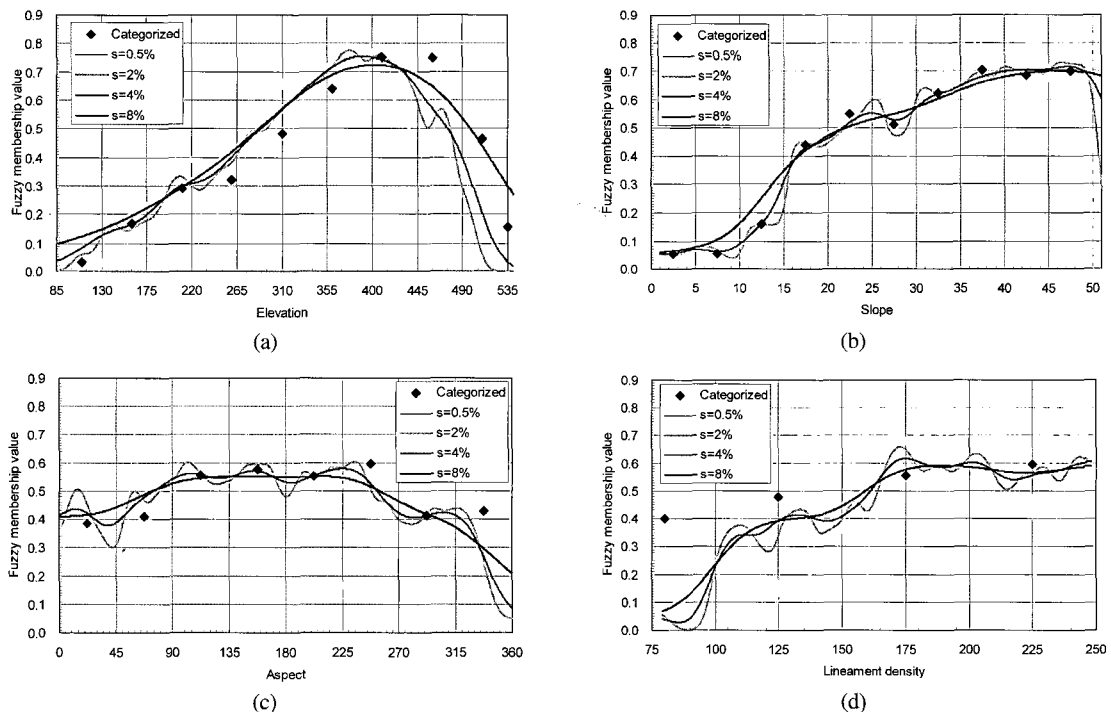 0.9
0.8
0.7
0.6
0.5
0.4
0.3
0.2
0.1
0.0
Fuzzy membership value
Categorized
s=0.5%
s=2%
s=4%
s=8%
85 130 175 220 265 310 355 400 445 490 535
Elevation
(a)
0.9
0.8
0.7
0.6
0.5
0.4
0.3
0.2
0.1
0.0
Fuzzy membership value
Categorized
s=0.5%
s=2%
s=4%
s=8%
0 5 10 15 20 25 30 35 40 45 50
Slope
(b)
0.9
0.8
0.7
0.6
0.5
0.4
0.3
0.2
0.1
0.0
Fuzzy membership value
Categorized
s=0.5%
s=2%
s=4%
s=8%
0 45 90 135 180 225 270 315 360
Aspect
(c)
0.9
0.8
0.7
0.6
0.5
0.4
0.3
0.2
0.1
0.0
Fuzzy membership value
Categorized
s=0.5%
s=2%
s=4%
s=8%
75 100 125 150 175 200 225 250
Lineament density
(d)